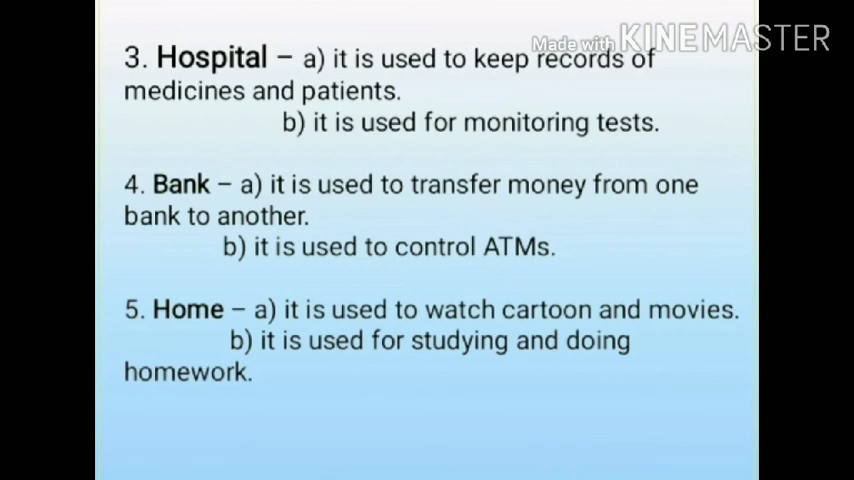 Made with KINEMASTER
3. Hospital – a) it is used to keep records of
medicines and patients.
b) it is used for monitoring tests.
4. Bank – a) it is used to transfer money from one
bank to another.
b) it is used to control ATMs.
5. Home – a) it is used to watch cartoon and movies.
b) it is used for studying and doing
homework.